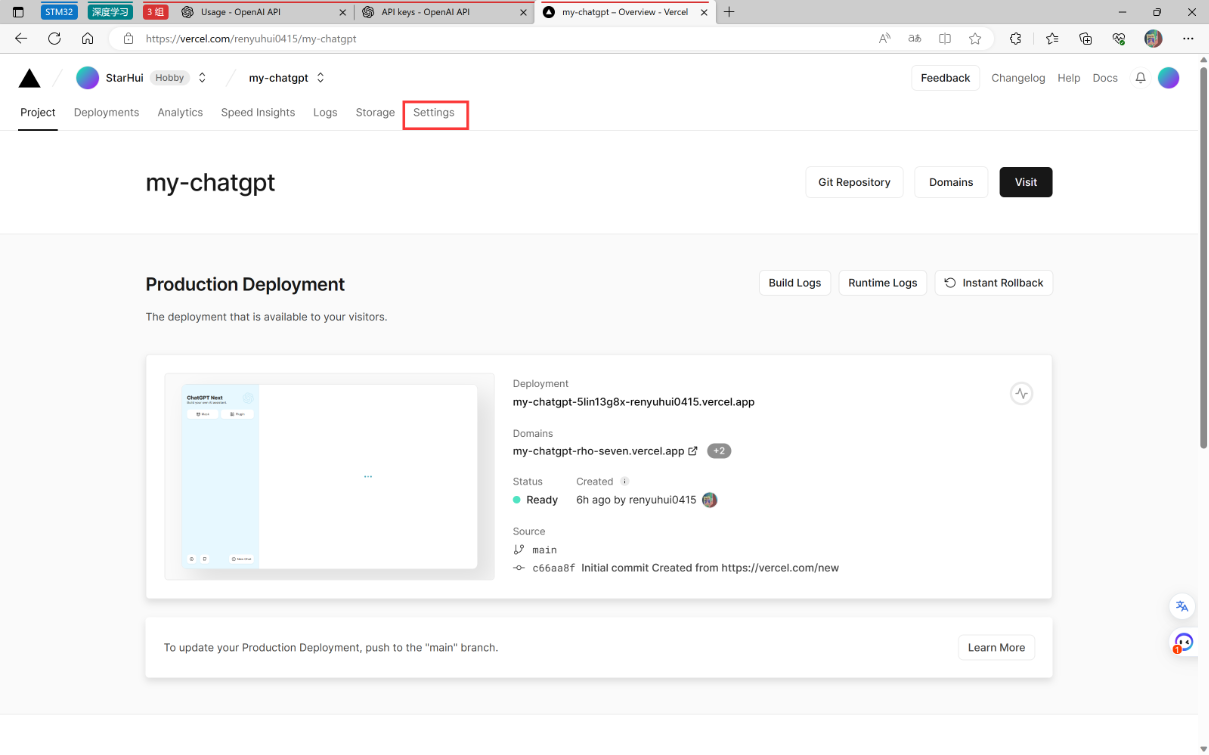 STM32 深度学习 3 组 Usage - OpenAI API API keys - OpenAI API my-chatgpt – Overview - Vercel
https://vercel.com/renyuhui0415/my-chatgpt
StarHui Hobby my-chatgpt Feedback Changelog Help Docs
Project Deployments Analytics Speed Insights Logs Storage Settings
my-chatgpt Git Repository Domains Visit
Production Deployment Build Logs Runtime Logs Instant Rollback
The deployment that is available to your visitors.
ChatGPT Next
Deployment
my-chatgpt-5lin13g8x-renyuhui0415.vercel.app
Domains
my-chatgpt-rho-seven.vercel.app +2
Status Created
Ready 6h ago by renyuhui0415
Source
main
c66aa8f Initial commit Created from https://vercel.com/new
To update your Production Deployment, push to the "main" branch. Learn More
1